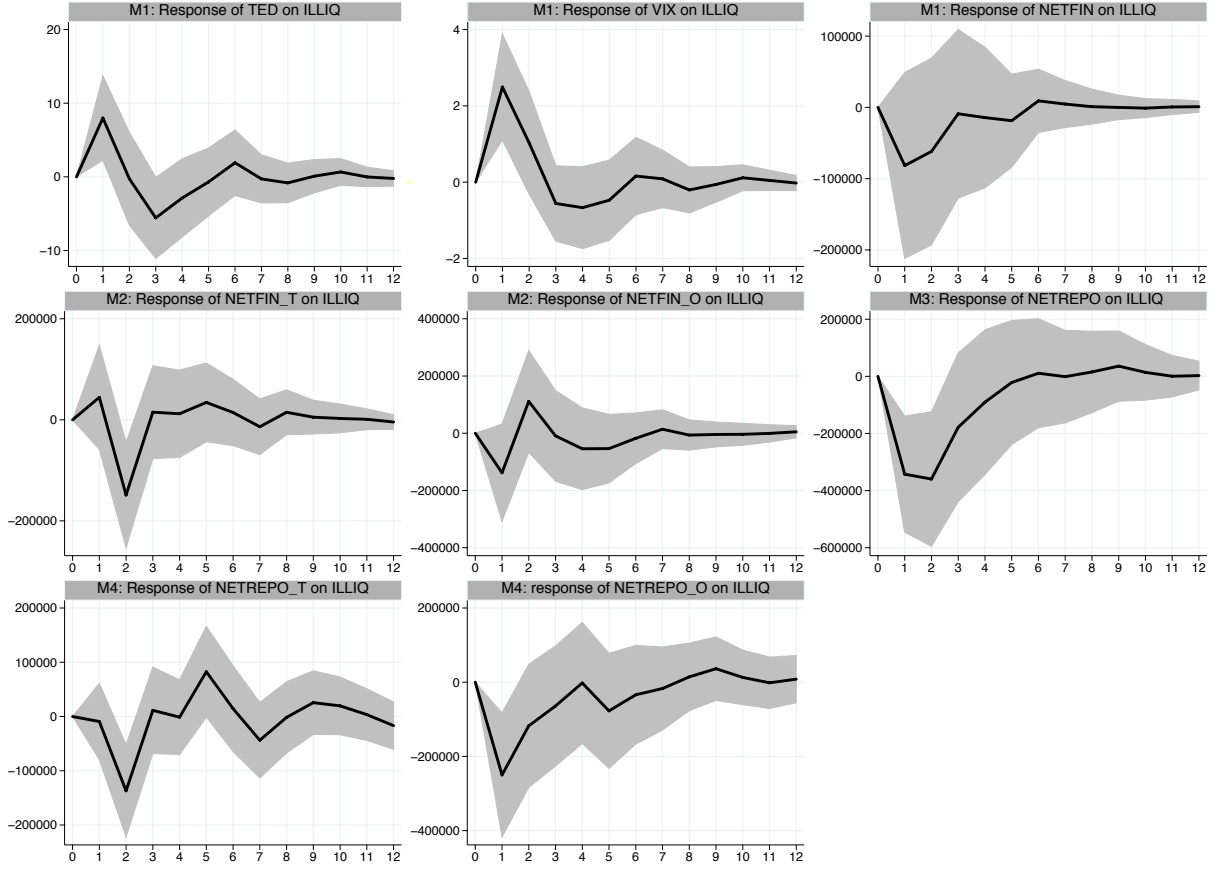 M1: Response of TED on ILLIQ
20
10
0
−10
0 1 2 3 4 5 6 7 8 9 10 11 12
M1: Response of VIX on ILLIQ
4
2
0
−2
0 1 2 3 4 5 6 7 8 9 10 11 12
M1: Response of NETFIN on ILLIQ
100000
0
−100000
−200000
0 1 2 3 4 5 6 7 8 9 10 11 12
M2: Response of NETFIN_T on ILLIQ
200000
0
−200000
0 1 2 3 4 5 6 7 8 9 10 11 12
M2: Response of NETFIN_O on ILLIQ
400000
200000
0
−200000
−400000
0 1 2 3 4 5 6 7 8 9 10 11 12
M3: Response of NETREPO on ILLIQ
200000
0
−200000
−400000
−600000
0 1 2 3 4 5 6 7 8 9 10 11 12
M4: Response of NETREPO_T on ILLIQ
200000
100000
0
−100000
−200000
0 1 2 3 4 5 6 7 8 9 10 11 12
M4: response of NETREPO_O on ILLIQ
200000
0
−200000
−400000
0 1 2 3 4 5 6 7 8 9 10 11 12